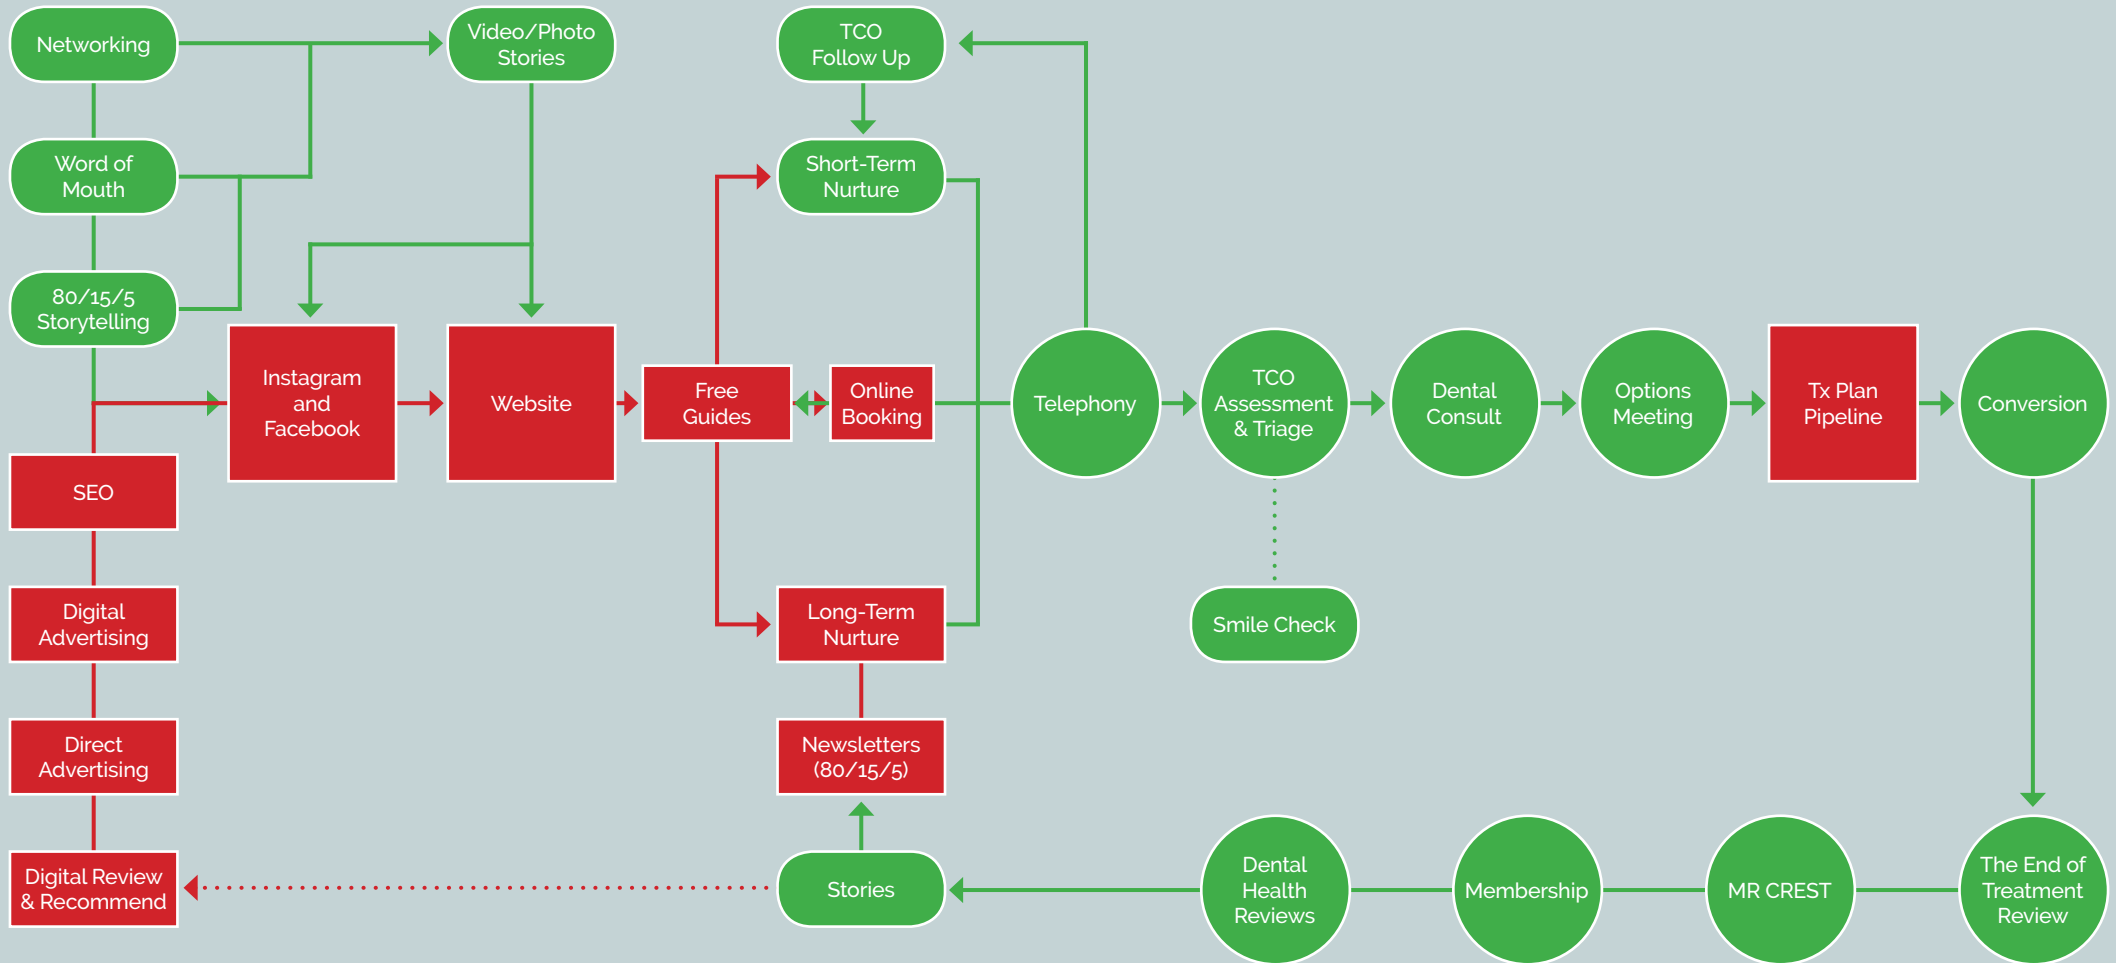 Networking
Video/Photo
Stories
TCO
Follow Up
Word of
Mouth
Short-Term
Nurture
80/15/5
Storytelling
Instagram
and
Facebook
Website
Free
Guides
Online
Booking
Telephony
TCO
Assessment
& Triage
Dental
Consult
Options
Meeting
Tx Plan
Pipeline
Conversion
SEO
Digital
Advertising
Long-Term
Nurture
Smile Check
Direct
Advertising
Newsletters
(80/15/5)
Digital Review
& Recommend
Stories
Dental
Health
Reviews
Membership
MR CREST
The End of
Treatment
Review